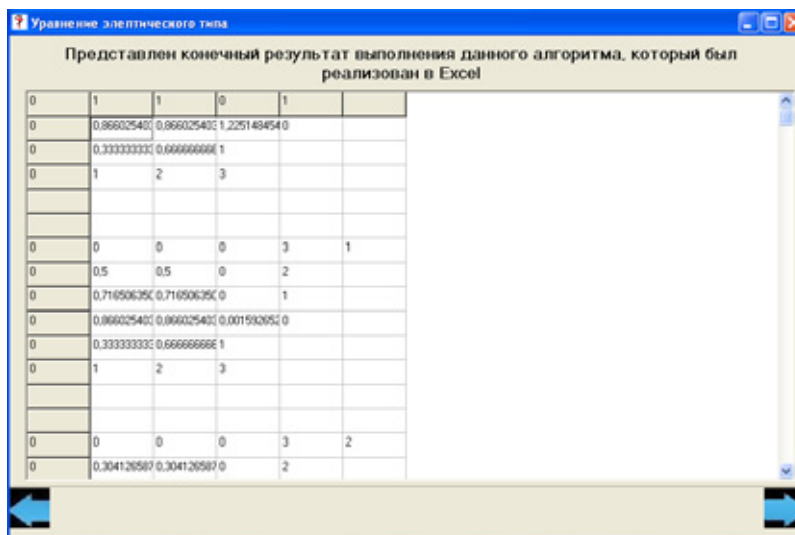 Уравнение элептического типа
Представлен конечный результат выполнения данного алгоритма, который был
реализован в Excel
0 1 1 0 1
0 0,866025403 0,866025403 1,225148454 0
0 0,333333333 0,666666666 1
0 1 2 3
0 0 0 0 3 1
0 0,5 0,5 0 2
0 0,716506350 0,716506350 0 1
0 0,866025403 0,866025403 0,001592652 0
0 0,333333333 0,666666666 1
0 1 2 3
0 0 0 0 3 2
0 0,304126587 0,304126587 0 2